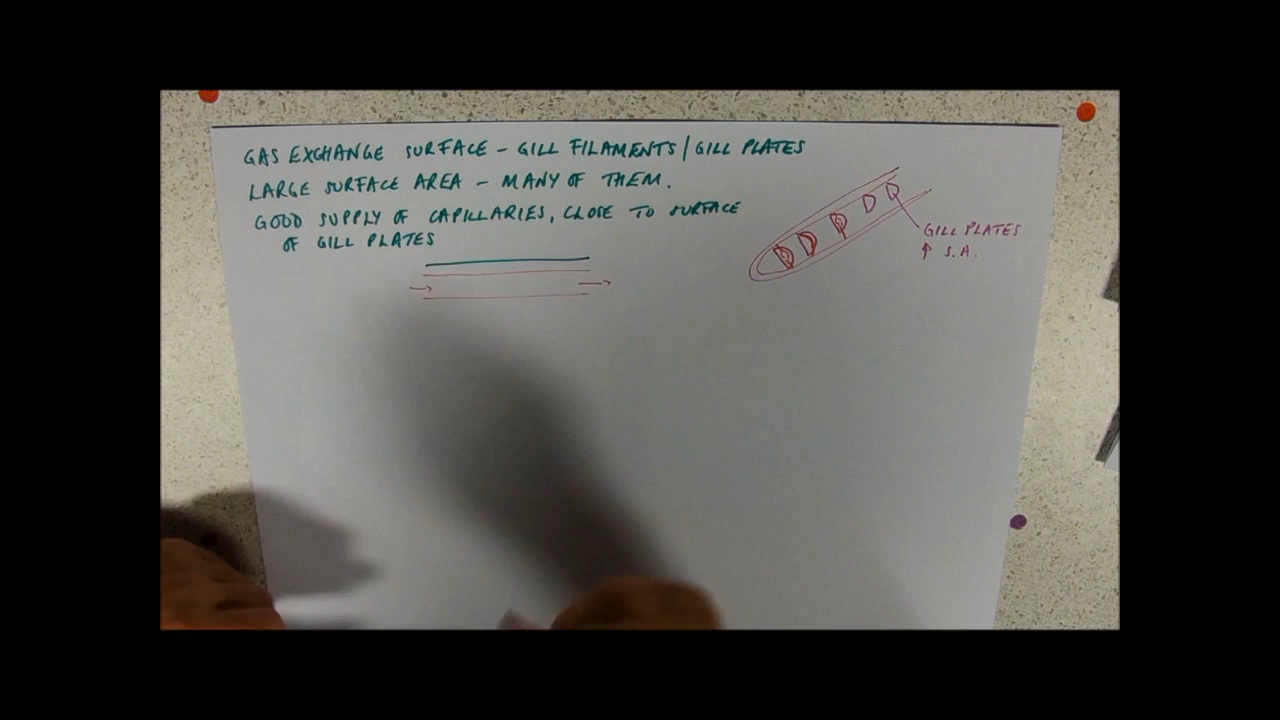 GAS EXCHANGE SURFACE - GILL FILAMENTS/GILL PLATES
LARGE SURFACE AREA - MANY OF THEM.
GOOD SUPPLY OF CAPILLARIES, CLOSE TO SURFACE
OF GILL PLATES
GILL PLATES
↑ S.A.